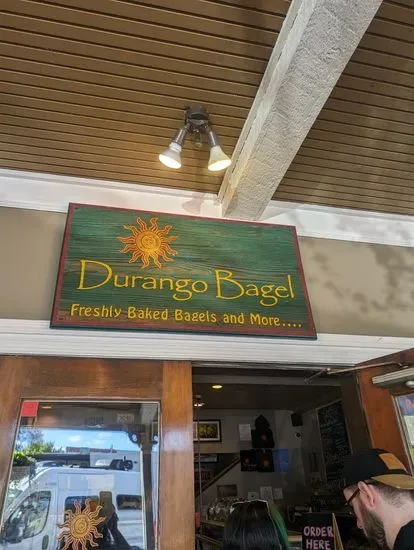 Durango Bagel
Freshly Baked Bagels and More....
ORDER
HERE